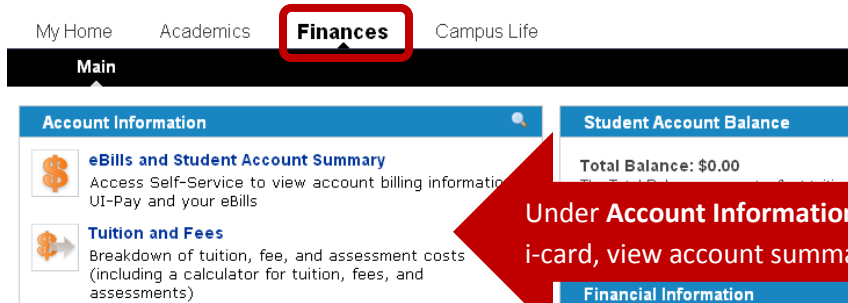 My Home Academics Finances Campus Life
Main
Account Information
eBills and Student Account Summary
Access Self-Service to view account billing
UI-Pay and your eBills
Tuition and Fees
Breakdown of tuition, fee, and assessment costs
(including a calculator for tuition, fees, and
assessments)
Student Account Balance
Total Balance: $0.00
Under Account Information
i-card, view account
Financial Information